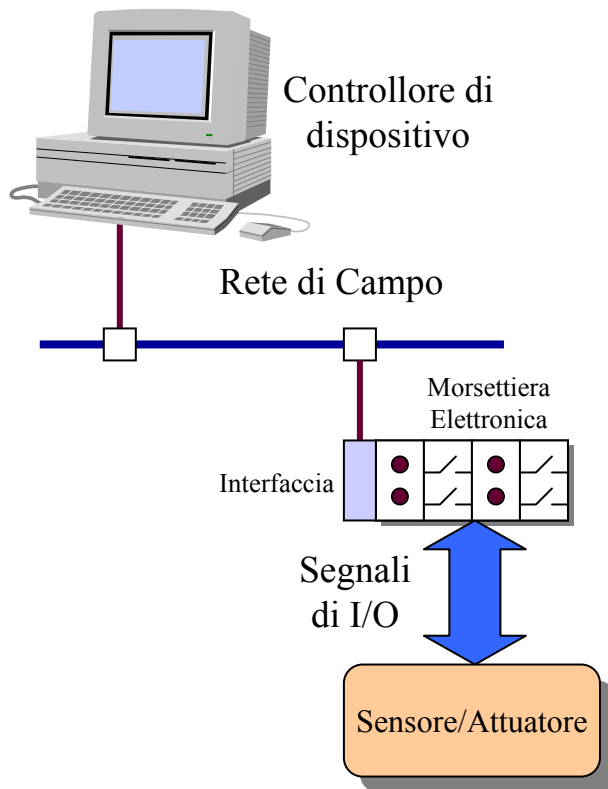 Controllore di
dispositivo
Rete di Campo
Morsettiera
Elettronica
Interfaccia
Segnali
di I/O
Sensore/Attuatore